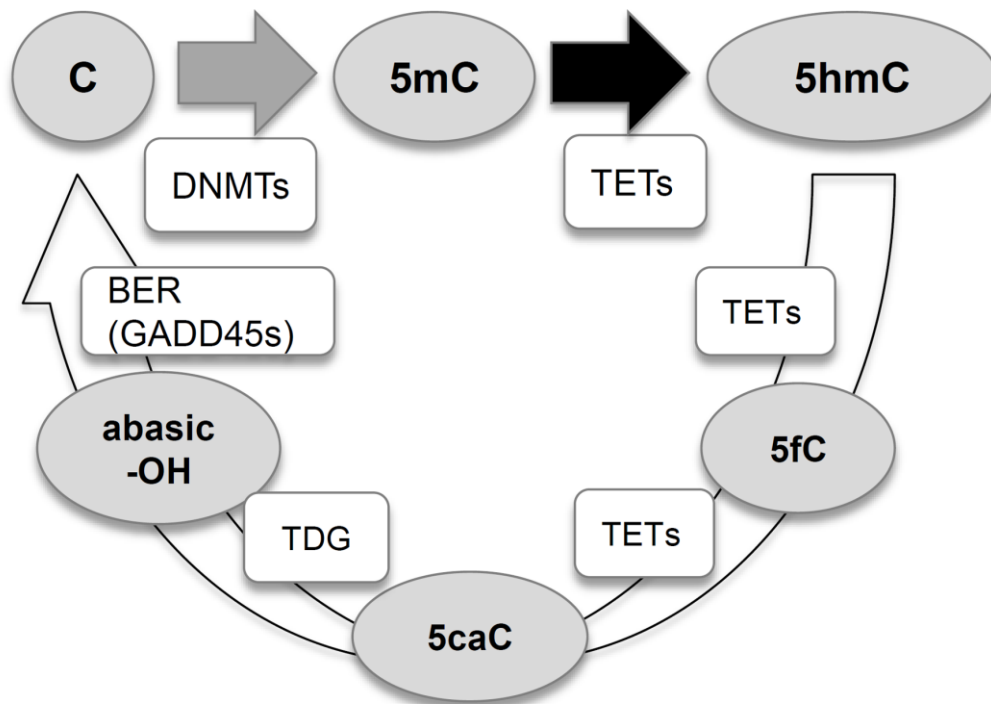 C
5mC
5hmC
DNMTs
TETs
BER
(GADD45s)
TETs
abasic
-OH
5fC
TDG
TETs
5caC